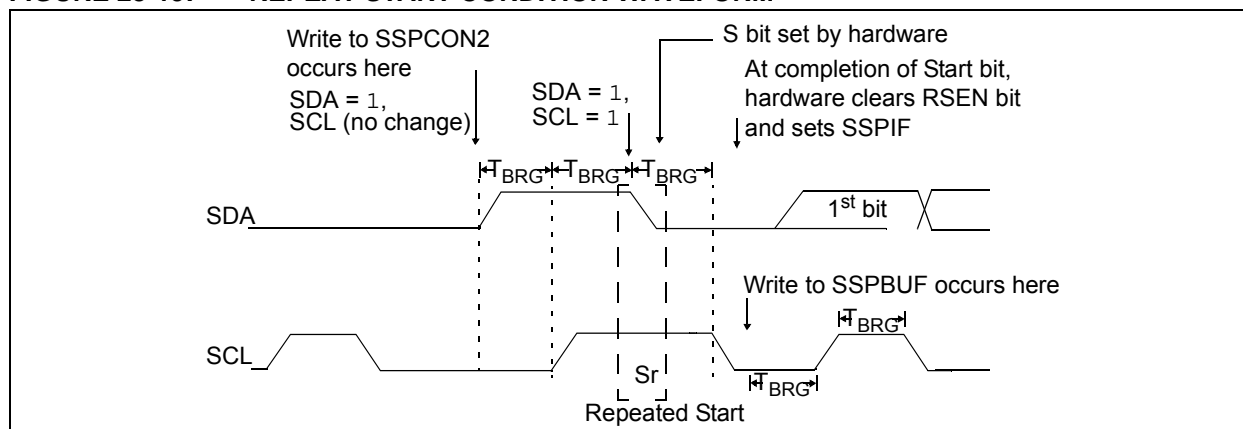 Write to SSPCON2
occurs here
SDA = 1,
SCL (no change)
SDA = 1,
SCL = 1
S bit set by hardware
At completion of Start bit,
hardware clears RSEN bit
and sets SSPIF
TBRG TBRG TBRG
SDA
1st bit
Write to SSPBUF occurs here
TBRG
SCL
Sr
TBRG
Repeated Start